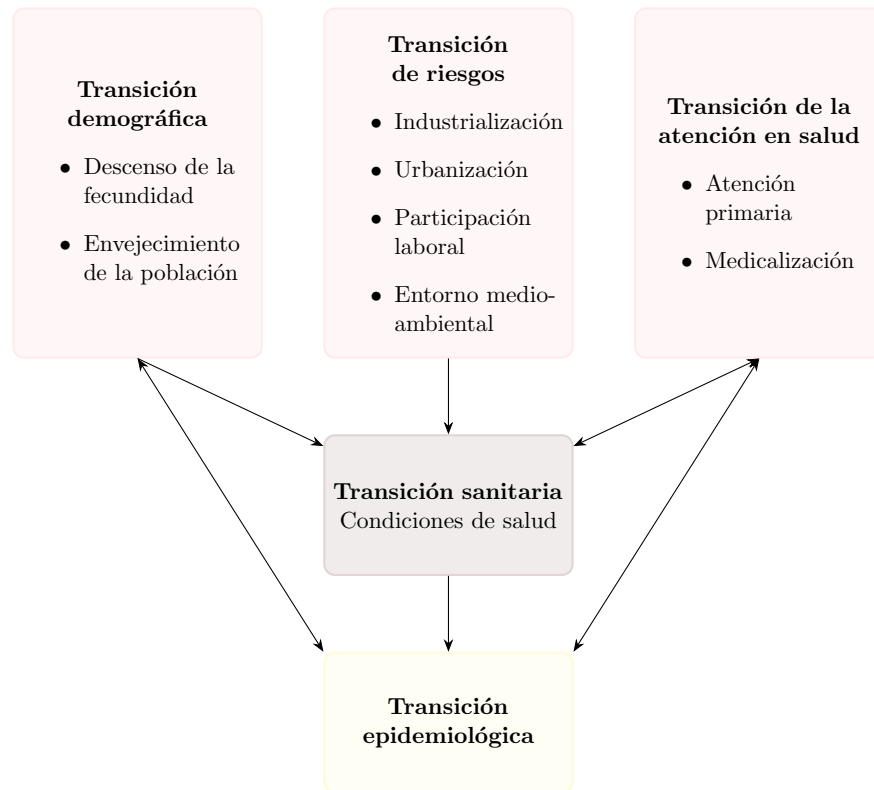 Transición
demográfica
• Descenso de la
fecundidad
• Envejecimiento
de la población
Transición
de riesgos
• Industrialización
• Urbanización
• Participación
laboral
• Entorno medio-
ambiental
Transición de la
atención en salud
• Atención
primaria
• Medicalización
Transición sanitaria
Condiciones de salud
Transición
epidemiológica